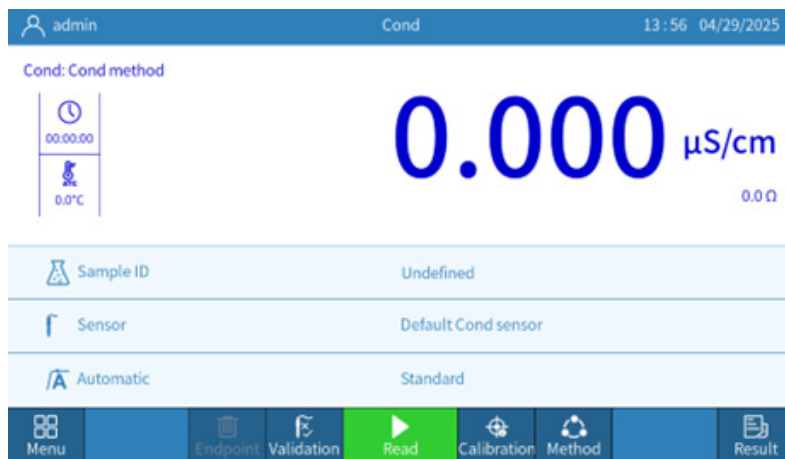 admin Cond 13:56 04/29/2025
Cond: Cond method
00:00:00
ATC
0.0°C
0.000 µS/cm
0.0 Ω
Sample ID Undefined
Sensor Default Cond sensor
Automatic Standard
Menu Endpoint Validation Read Calibration Method Result